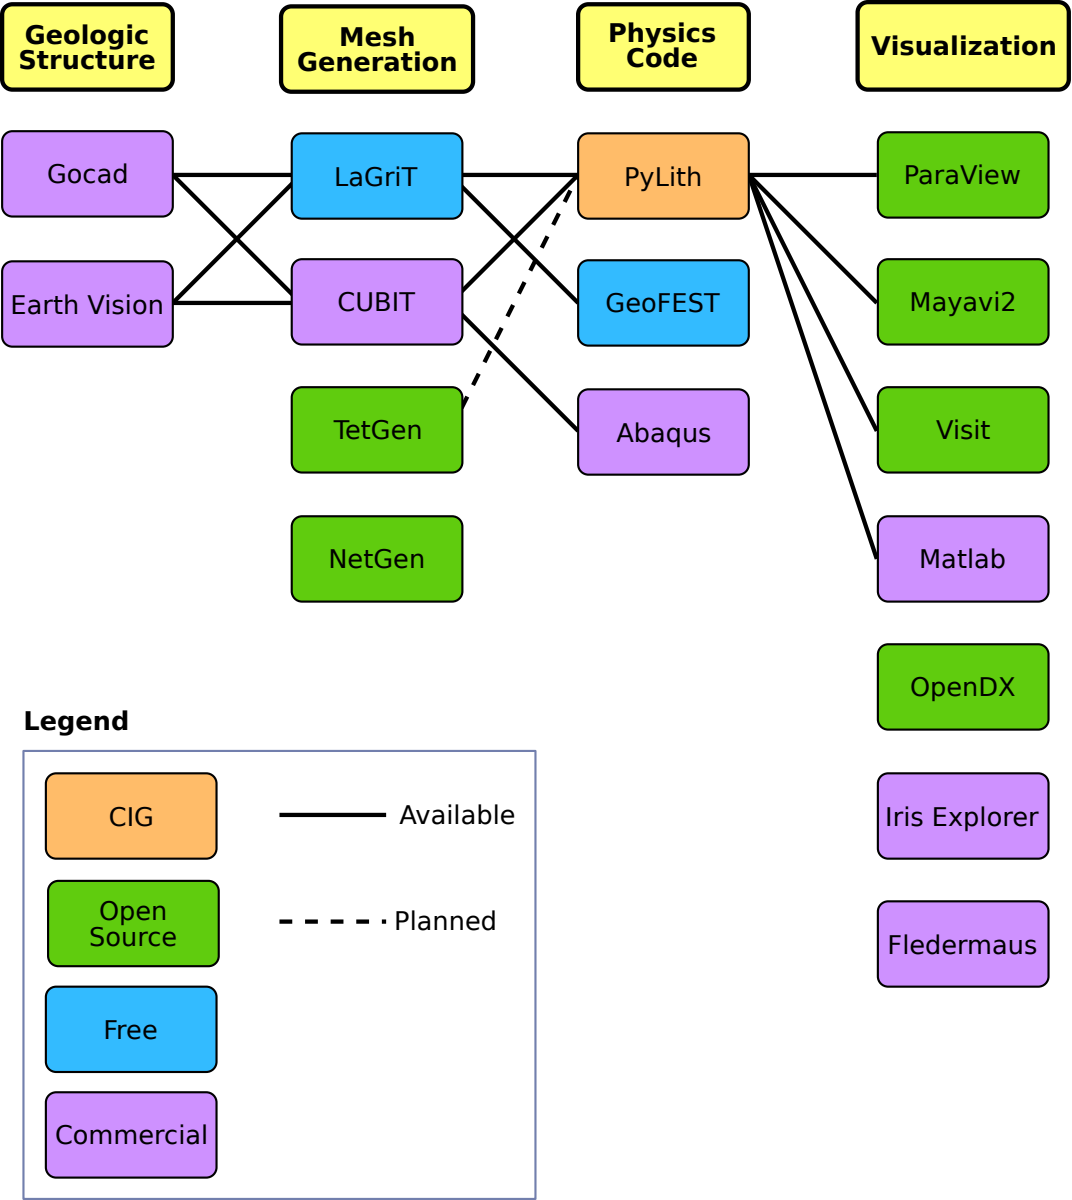 Geologic
Structure
Mesh
Generation
Physics
Code
Visualization
Gocad
LaGriT
PyLith
ParaView
Earth Vision
CUBIT
GeoFEST
Mayavi2
TetGen
Abaqus
Visit
NetGen
Matlab
OpenDX
Iris Explorer
Fledermaus
Legend
CIG
Available
Open
Source
Planned
Free
Commercial